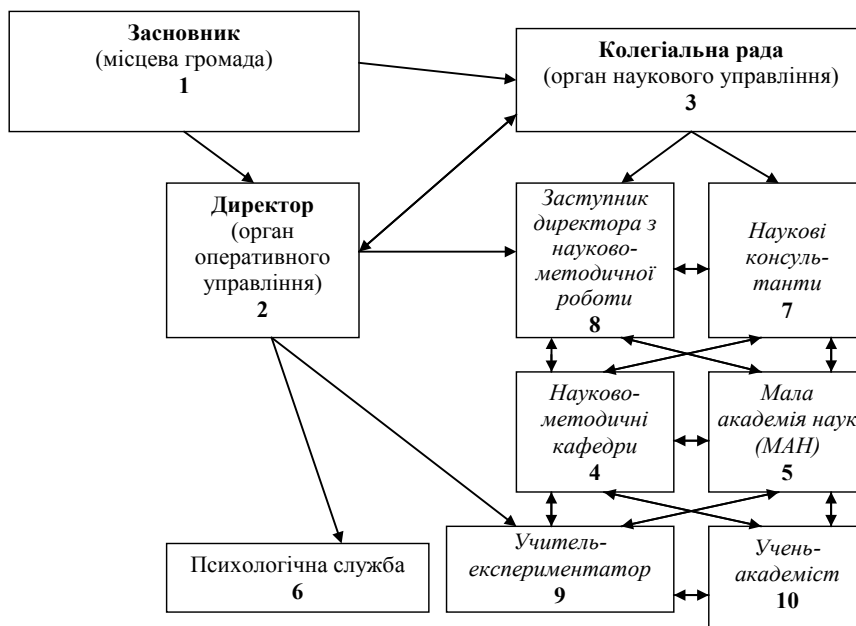 Засновник
(місцева громада)
1
Колегіальна рада
(орган наукового управління)
3
Директор
(орган
оперативного
управління)
2
Заступник
директора з
науково-
методичної
роботи
8
Наукові
консуль-
танти
7
Науково-
методичні
кафедри
4
Мала
академія наук
(МАН)
5
Психологічна служба
6
Учитель-
експериментатор
9
Учень-
академіст
10